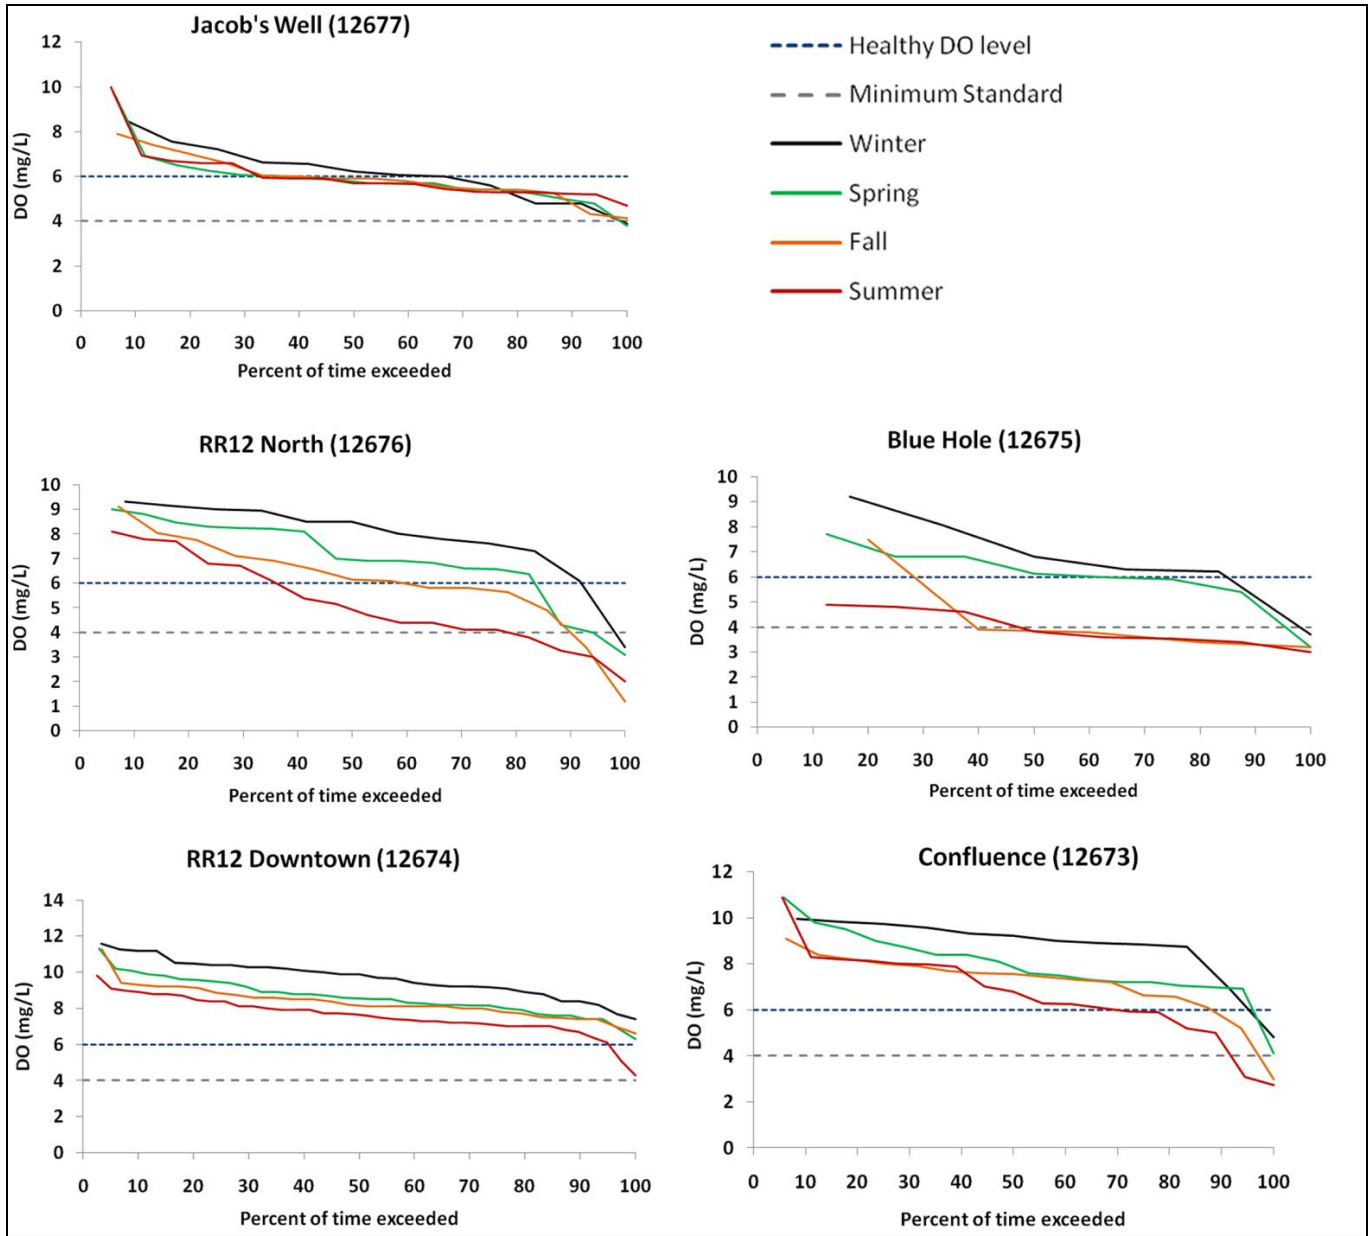 Jacob's Well (12677)
12
10
8
6
4
2
0
DO (mg/L)
0 10 20 30 40 50 60 70 80 90 100
Percent of time exceeded
Healthy DO level
Minimum Standard
Winter
Spring
Fall
Summer
RR12 North (12676)
10
9
8
7
6
5
4
3
2
1
0
DO (mg/L)
0 10 20 30 40 50 60 70 80 90 100
Percent of time exceeded
Blue Hole (12675)
10
9
8
7
6
5
4
3
2
1
0
DO (mg/L)
0 10 20 30 40 50 60 70 80 90 100
Percent of time exceeded
RR12 Downtown (12674)
14
12
10
8
6
4
2
0
DO (mg/L)
0 10 20 30 40 50 60 70 80 90 100
Percent of time exceeded
Confluence (12673)
12
10
8
6
4
2
0
DO (mg/L)
0 10 20 30 40 50 60 70 80 90 100
Percent of time exceeded